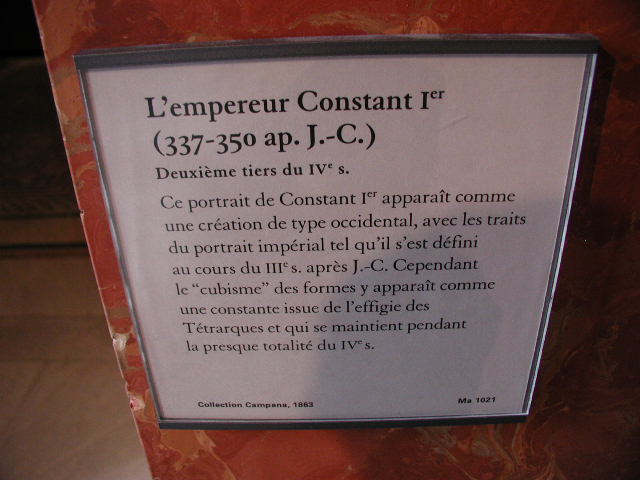 L'empereur Constant Ier
(337-350 ap. J.-C.)
Deuxième tiers du IVe s.
Ce portrait de Constant Ier apparaît comme
une création de type occidental, avec les traits
du portrait impérial tel qu'il s'est défini
au cours du IIIe s. après J.-C. Cependant
le "cubisme" des formes y apparaît comme
une constante issue de l'effigie des
Tétrarques et qui se maintient pendant
la presque totalité du IVe s.
Collection Campana, 1863
Ma 1021